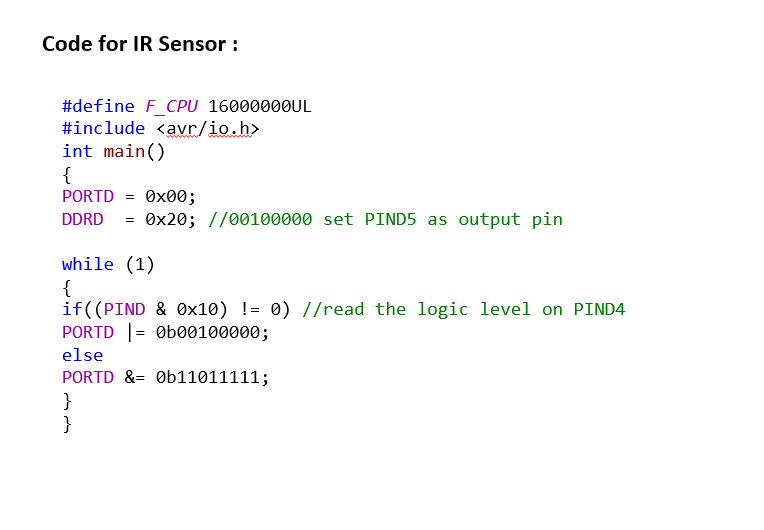 Code for IR Sensor :
#define F_CPU 16000000UL
#include <avr/io.h>
int main()
{
PORTD = 0x00;
DDRD  = 0x20; //00100000 set PIND5 as output pin
while (1)
{
if((PIND & 0x10) != 0) //read the logic level on PIND4
PORTD |= 0b00100000;
else
PORTD &= 0b11011111;
}
}